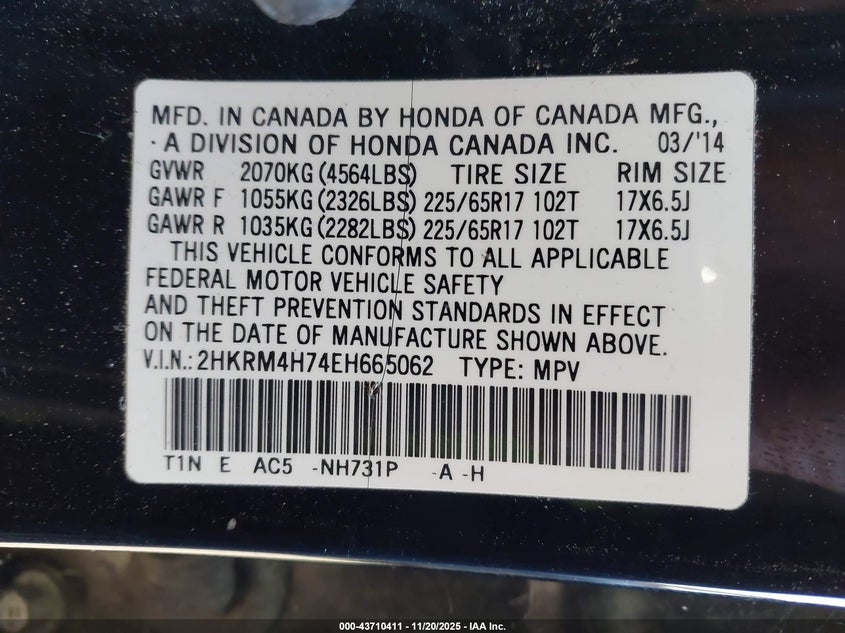 MFD. IN CANADA BY HONDA OF CANADA MFG.,
A DIVISION OF HONDA CANADA INC. 03/'14
GVWR 2070KG (4564LBS) TIRE SIZE RIM SIZE
GAWR F 1055KG (2326LBS) 225/65R17 102T 17X6.5J
GAWR R 1035KG (2282LBS) 225/65R17 102T 17X6.5J
THIS VEHICLE CONFORMS TO ALL APPLICABLE
FEDERAL MOTOR VEHICLE SAFETY
AND THEFT PREVENTION STANDARDS IN EFFECT
ON THE DATE OF MANUFACTURE SHOWN ABOVE.
V.I.N.: 2HKRM4H74EH665062 TYPE: MPV
T1N E AC5 -NH731P -A -H
000-43710411 - 11/20/2025 - IAA Inc.